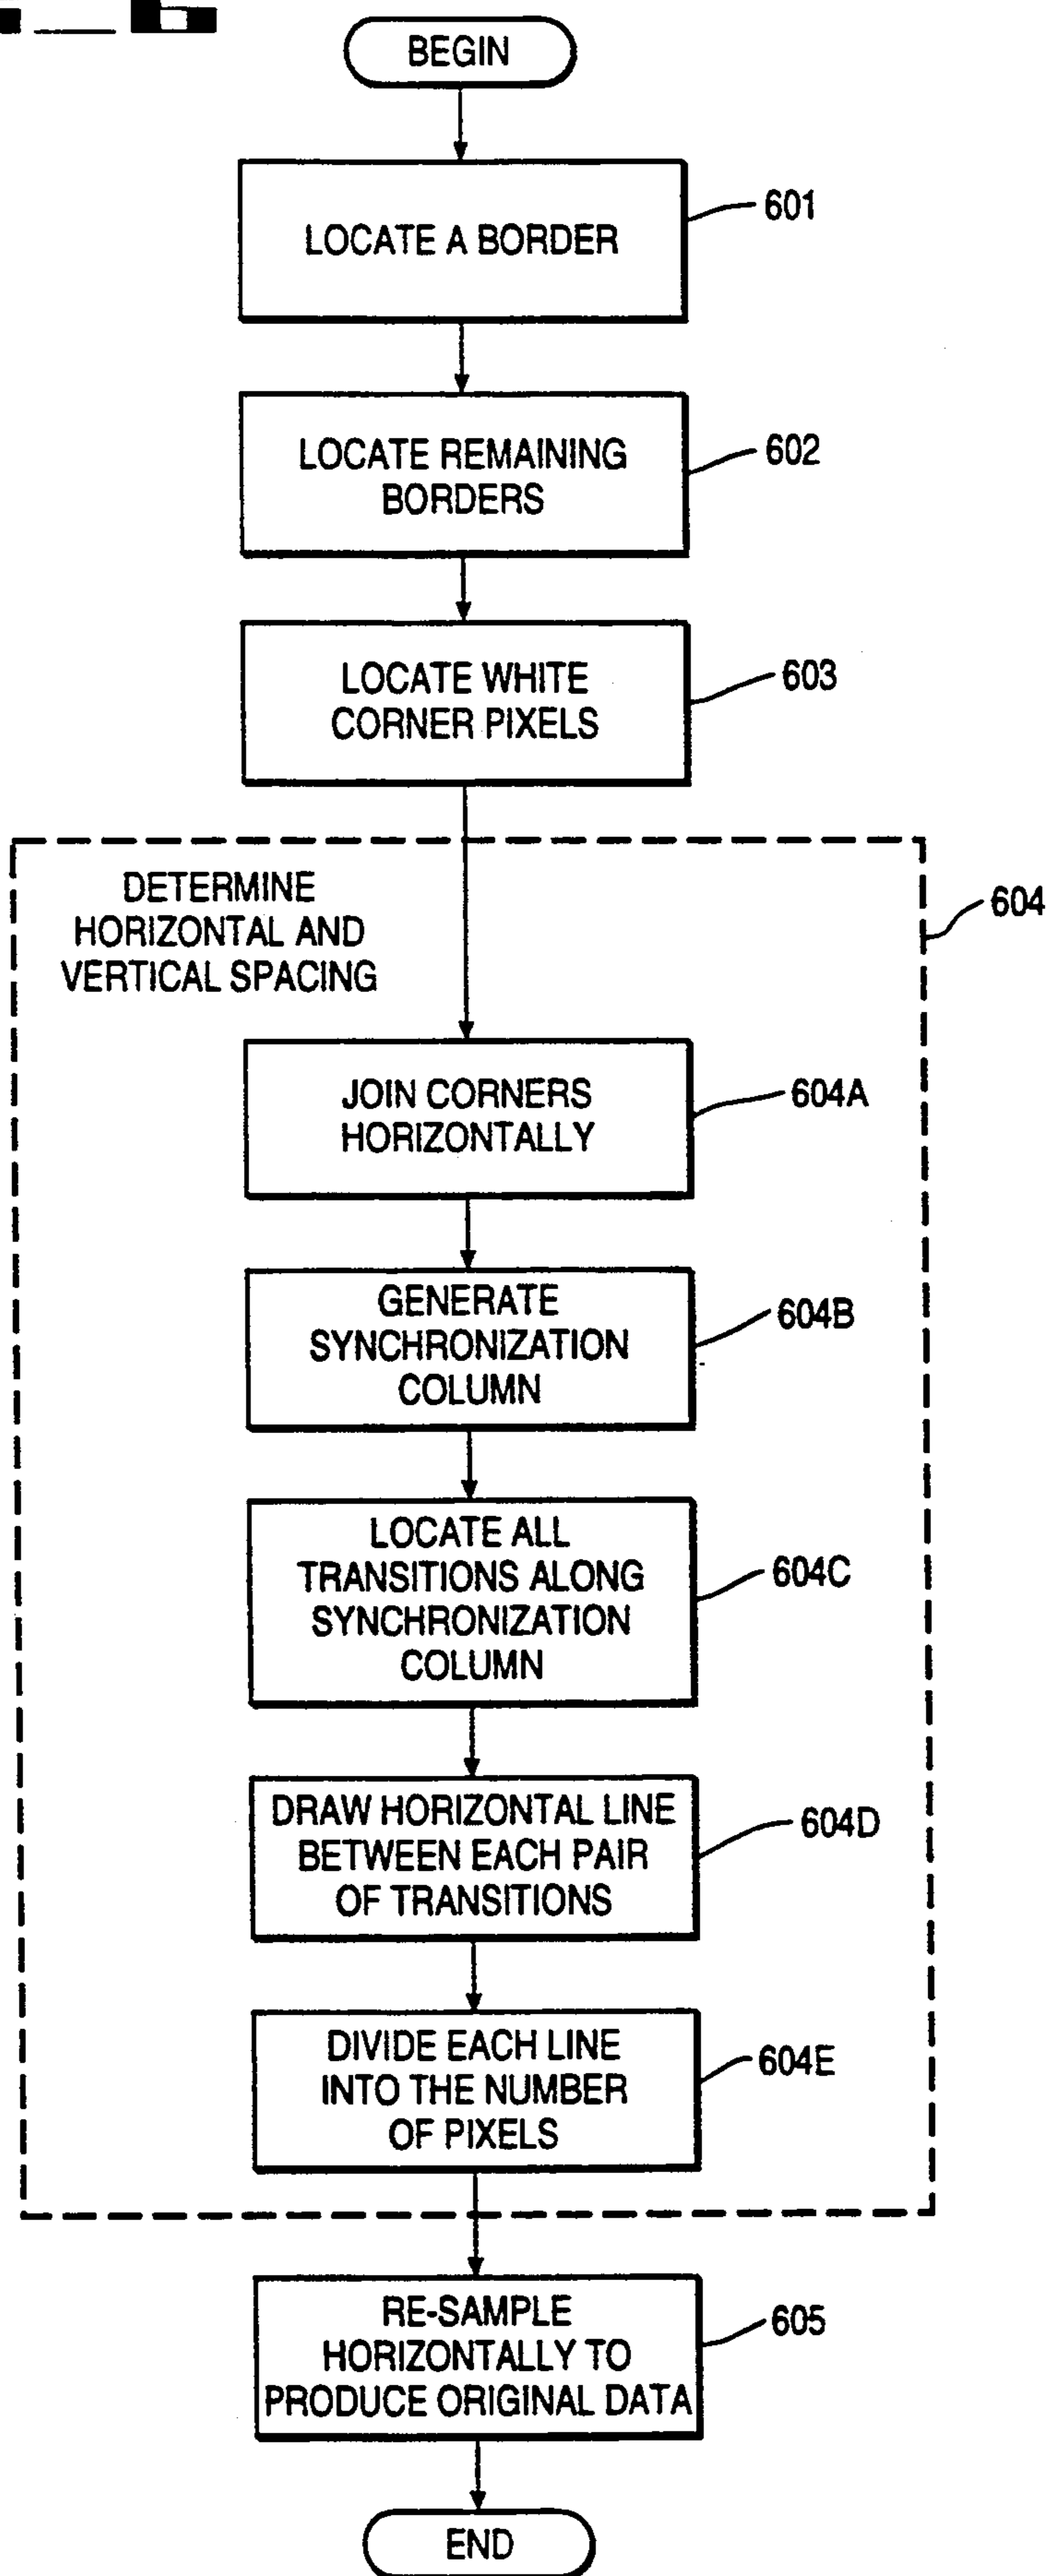 BEGIN
LOCATE A BORDER
601
LOCATE REMAINING
BORDERS
602
LOCATE WHITE
CORNER PIXELS
603
DETERMINE
HORIZONTAL AND
VERTICAL SPACING
604
JOIN CORNERS
HORIZONTALLY
604A
GENERATE
SYNCHRONIZATION
COLUMN
604B
LOCATE ALL
TRANSITIONS ALONG
SYNCHRONIZATION
COLUMN
604C
DRAW HORIZONTAL LINE
BETWEEN EACH PAIR
OF TRANSITIONS
604D
DIVIDE EACH LINE
INTO THE NUMBER
OF PIXELS
604E
RE-SAMPLE
HORIZONTALLY TO
PRODUCE ORIGINAL DATA
605
END